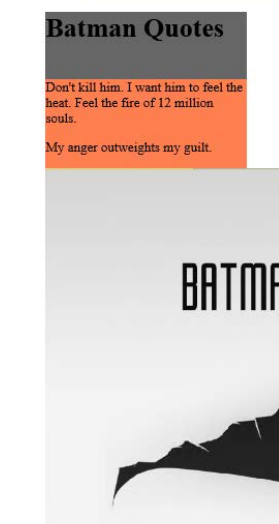 Batman Quotes
Don't kill him. I want him to feel the
heat. Feel the fire of 12 million
souls.
My anger outweights my guilt.
BATMA